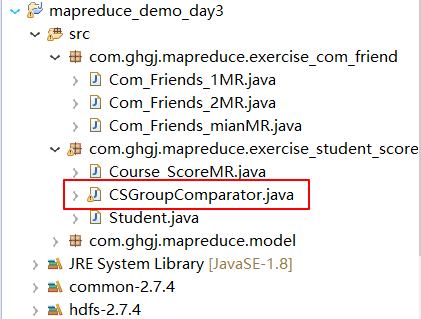 mapreduce_demo_day3
src
com.ghgj.mapreduce.exercise_com_friend
Com_Friends_1MR.java
Com_Friends_2MR.java
Com_Friends_mianMR.java
com.ghgj.mapreduce.exercise_student_score
Course_ScoreMR.java
CSGroupComparator.java
Student.java
com.ghgj.mapreduce.model
JRE System Library [JavaSE-1.8]
common-2.7.4
hdfs-2.7.4